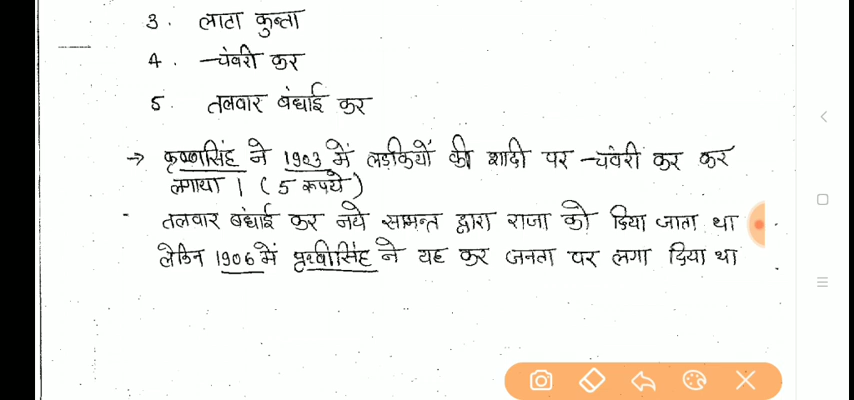 3. लाटा कुन्ता
4. चंवरी कर
5. तलवार बंधाई कर
→ कृष्णसिंह ने 1903 में लड़कियों की शादी पर चंवरी कर कर
लगाया। (5 रूपये)
तलवार बंधाई कर नये सामन्त द्वारा राजा को दिया जाता था
लेकिन 1906 में पृथ्वीसिंह ने यह कर जनता पर लगा दिया था